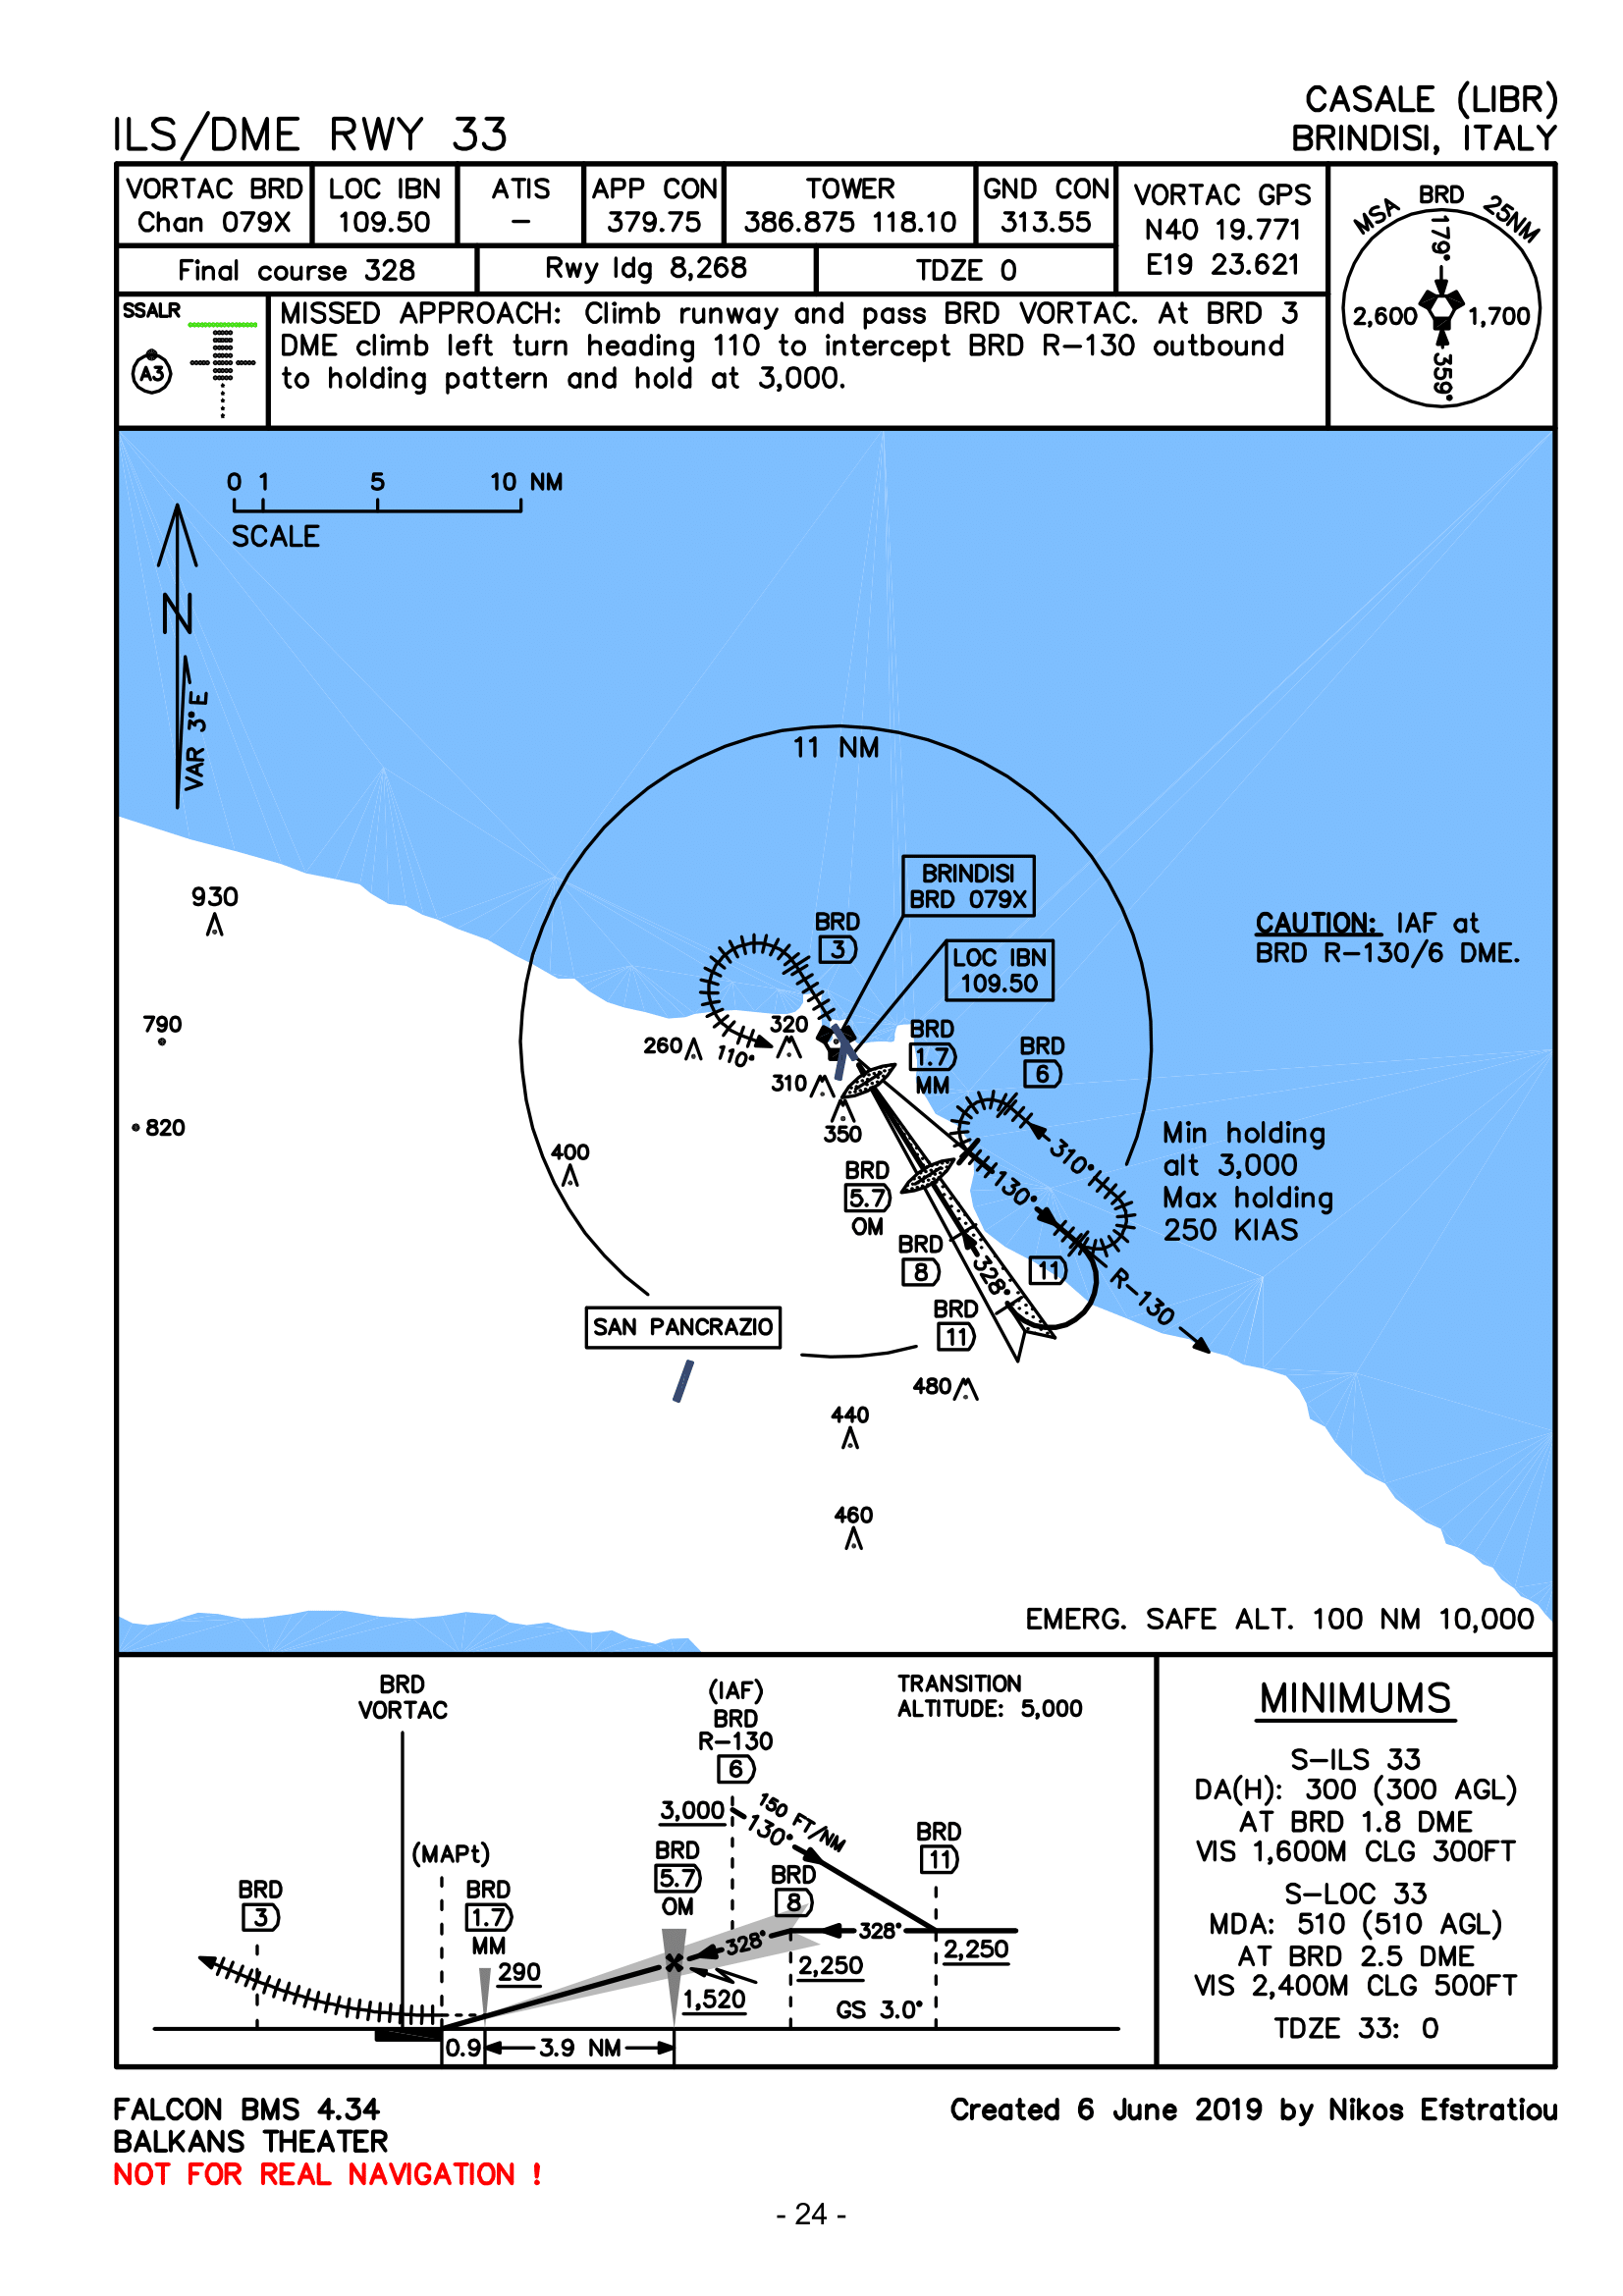 CASALE (LIBR)
ILS/DME RWY 33
BRINDISI, ITALY
VORTAC BRD
Chan 079X
LOC IBN
109.50
ATIS
-
APP CON
379.75
TOWER
386.875 118.10
GND CON
313.55
VORTAC GPS
N40 19.771
E19 23.621
MSA BRD 25NM
179°
2,600
1,700
359°
Final course 328
Rwy ldg 8,268
TDZE 0
SSALR
A3
MISSED APPROACH: Climb runway and pass BRD VORTAC. At BRD 3
DME climb left turn heading 110 to intercept BRD R-130 outbound
to holding pattern and hold at 3,000.
0 1 5 10 NM
SCALE
N
VAR 3°E
11 NM
BRINDISI
BRD 079X
930
BRD
3
CAUTION: IAF at
BRD R-130/6 DME.
LOC IBN
109.50
790
320
260
110°
BRD
1.7
MM
BRD
6
310
820
350
Min holding
alt 3,000
Max holding
250 KIAS
400
310°
130°
BRD
5.7
OM
BRD
8
328°
11
R-130
SAN PANCRAZIO
BRD
11
480
440
460
EMERG. SAFE ALT. 100 NM 10,000
BRD
VORTAC
(IAF)
BRD
R-130
6
TRANSITION
ALTITUDE: 5,000
3,000
150 FT/NM
130°
(MAPt)
BRD
3
BRD
1.7
MM
290
BRD
5.7
OM
BRD
8
BRD
11
328°
328°
2,250
2,250
1,520
GS 3.0°
0.9
3.9 NM
MINIMUMS
S-ILS 33
DA(H): 300 (300 AGL)
AT BRD 1.8 DME
VIS 1,600M CLG 300FT
S-LOC 33
MDA: 510 (510 AGL)
AT BRD 2.5 DME
VIS 2,400M CLG 500FT
TDZE 33: 0
FALCON BMS 4.34
BALKANS THEATER
NOT FOR REAL NAVIGATION !
Created 6 June 2019 by Nikos Efstratiou
- 24 -